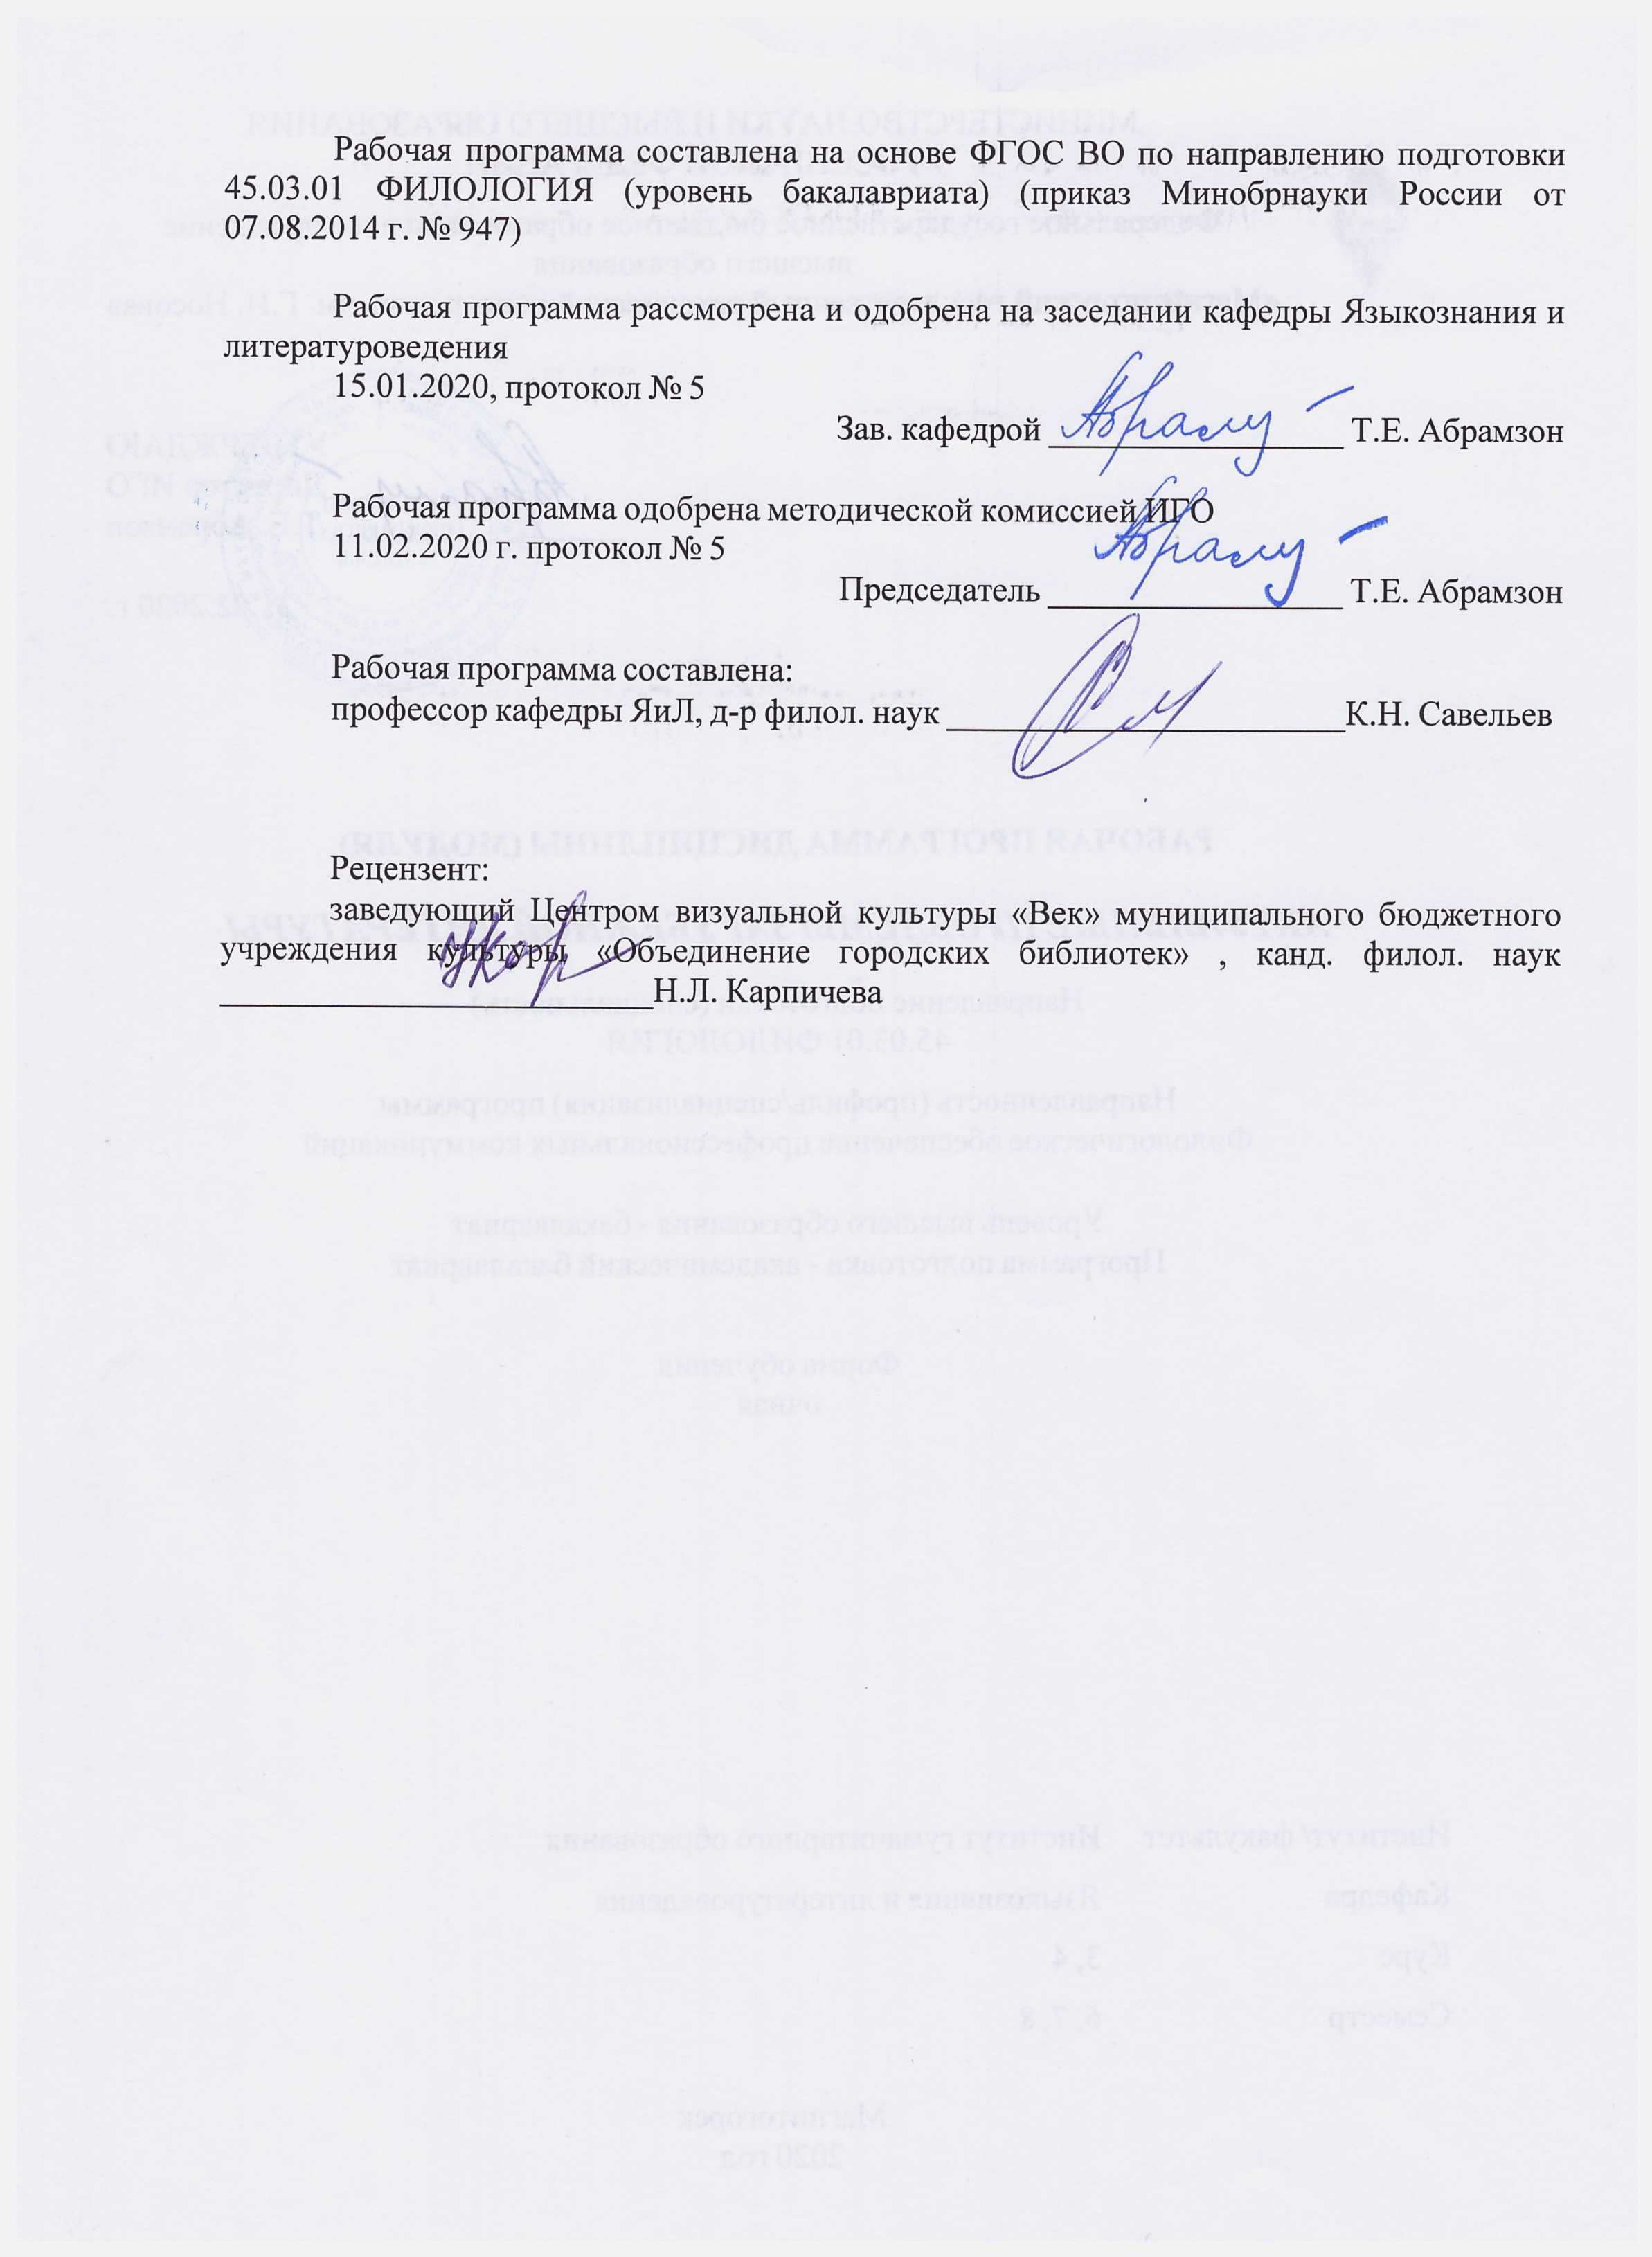 Рабочая программа составлена на основе ФГОС ВО по направлению подготовки
45.03.01 ФИЛОЛОГИЯ (уровень бакалавриата) (приказ Минобрнауки России от
07.08.2014 г. № 947)
Рабочая программа рассмотрена и одобрена на заседании кафедры Языкознания и
литературоведения
15.01.2020, протокол № 5
Зав. кафедрой ________________ Т.Е. Абрамзон
Рабочая программа одобрена методической комиссией ИГО
11.02.2020 г. протокол № 5
Председатель ________________ Т.Е. Абрамзон
Рабочая программа составлена:
профессор кафедры ЯиЛ, д-р филол. наук ______________________К.Н. Савельев
Рецензент:
заведующий Центром визуальной культуры «Век» муниципального бюджетного
учреждения культуры «Объединение городских библиотек» , канд. филол. наук
________________________Н.Л. Карпичева